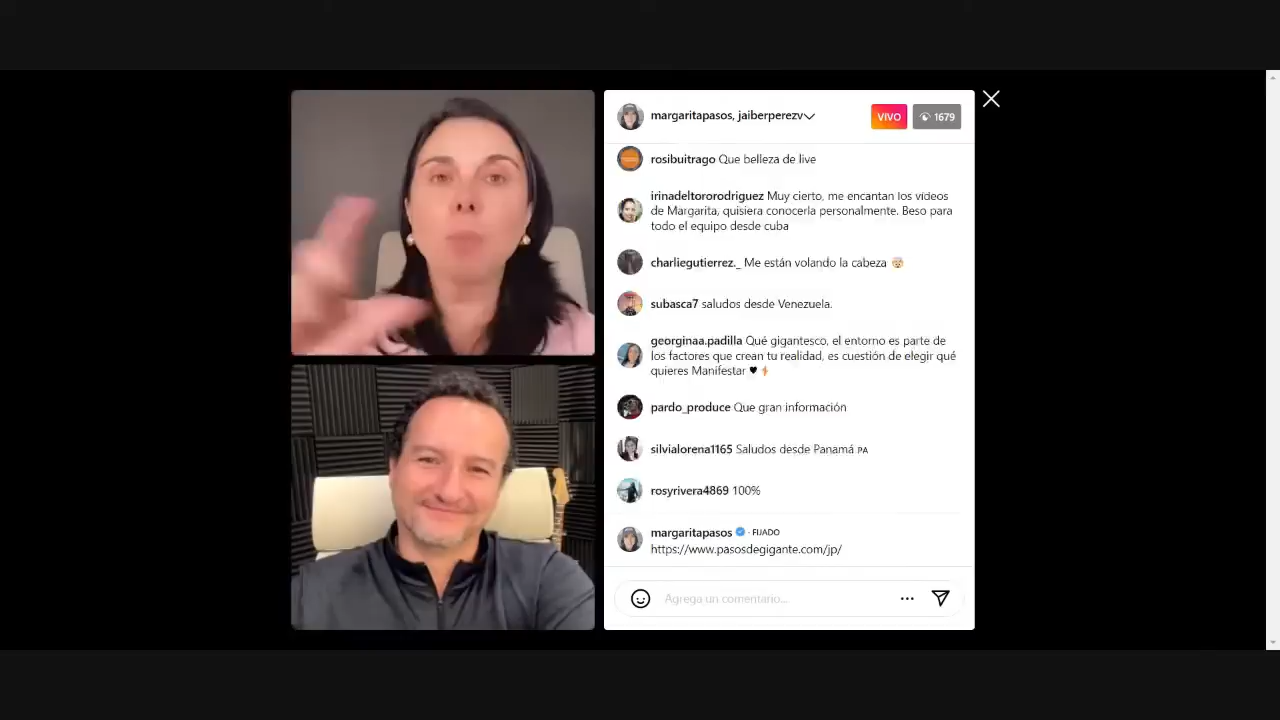 margaritapasos, jaiberperezv
VIVO
1679
rosibuitrago Que belleza de live
irinadeltororodriguez Muy cierto, me encantan los vídeos
de Margarita, quisiera conocerla personalmente. Beso para
todo el equipo desde cuba
charliegutierrez._ Me están volando la cabeza 🤯
subasca7 saludos desde Venezuela.
georginaa.padilla Qué gigantesco, el entorno es parte de
los factores que crean tu realidad, es cuestión de elegir qué
quieres Manifestar
pardo_produce Que gran información
silvialorena1165 Saludos desde Panamá PA
rosyrivera4869 100%
margaritapasos · FIJADO
https://www.pasosdegigante.com/jp/
Agrega un comentario...